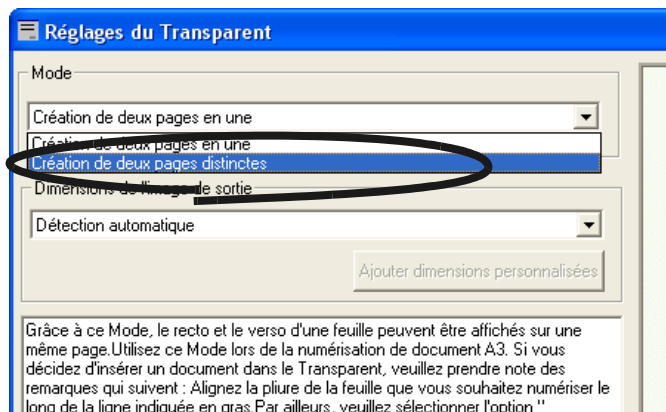 Réglages du Transparent
Mode
Création de deux pages en une
Création de deux pages en une
Création de deux pages distinctes
Dimensions de l'image de sortie
Détection automatique
Ajouter dimensions personnalisées
Grâce à ce Mode, le recto et le verso d'une feuille peuvent être affichés sur une
même page.Utilisez ce Mode lors de la numérisation de document A3. Si vous
décidez d'insérer un document dans le Transparent, veuillez prendre note des
remarques qui suivent : Alignez la pliure de la feuille que vous souhaitez numériser le
long de la ligne indiquée en gras.Par ailleurs, veuillez sélectionner l'option "